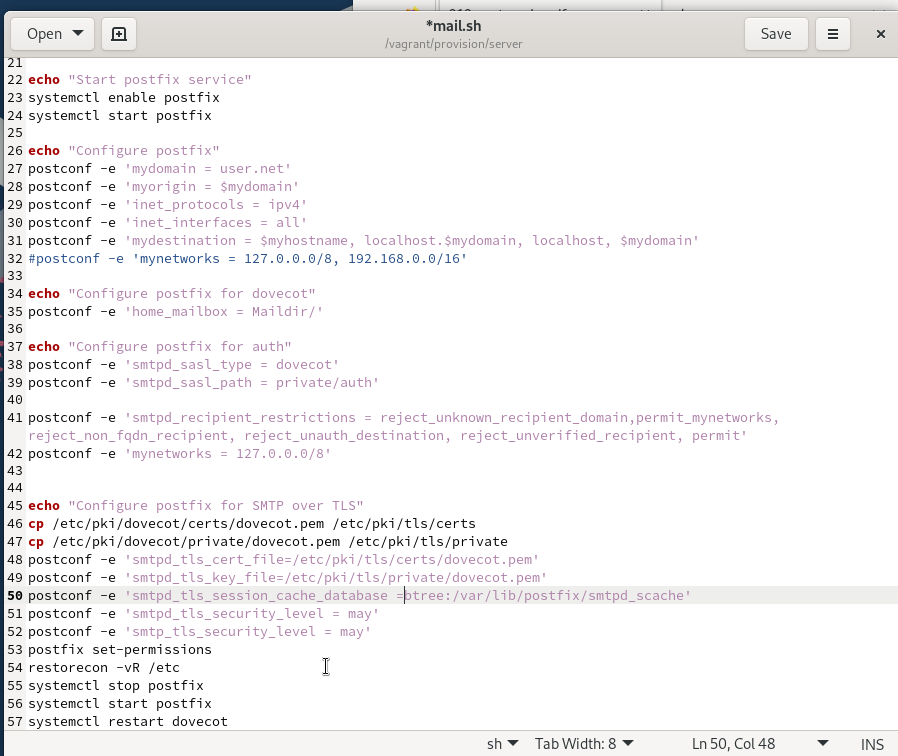 Open
*mail.sh
/vagrant/provision/server
Save
21
22 echo "Start postfix service"
23 systemctl enable postfix
24 systemctl start postfix
25
26 echo "Configure postfix"
27 postconf -e 'mydomain = user.net'
28 postconf -e 'myorigin = $mydomain'
29 postconf -e 'inet_protocols = ipv4'
30 postconf -e 'inet_interfaces = all'
31 postconf -e 'mydestination = $myhostname, localhost.$mydomain, localhost, $mydomain'
32 #postconf -e 'mynetworks = 127.0.0.0/8, 192.168.0.0/16'
33
34 echo "Configure postfix for dovecot"
35 postconf -e 'home_mailbox = Maildir/'
36
37 echo "Configure postfix for auth"
38 postconf -e 'smtpd_sasl_type = dovecot'
39 postconf -e 'smtpd_sasl_path = private/auth'
40
41 postconf -e 'smtpd_recipient_restrictions = reject_unknown_recipient_domain,permit_mynetworks,
reject_non_fqdn_recipient, reject_unauth_destination, reject_unverified_recipient, permit'
42 postconf -e 'mynetworks = 127.0.0.0/8'
43
44
45 echo "Configure postfix for SMTP over TLS"
46 cp /etc/pki/dovecot/certs/dovecot.pem /etc/pki/tls/certs
47 cp /etc/pki/dovecot/private/dovecot.pem /etc/pki/tls/private
48 postconf -e 'smtpd_tls_cert_file=/etc/pki/tls/certs/dovecot.pem'
49 postconf -e 'smtpd_tls_key_file=/etc/pki/tls/private/dovecot.pem'
50 postconf -e 'smtpd_tls_session_cache_database =btree:/var/lib/postfix/smtpd_scache'
51 postconf -e 'smtpd_tls_security_level = may'
52 postconf -e 'smtp_tls_security_level = may'
53 postfix set-permissions
54 restorecon -vR /etc
55 systemctl stop postfix
56 systemctl start postfix
57 systemctl restart dovecot
sh Tab Width: 8 Ln 50, Col 48 INS